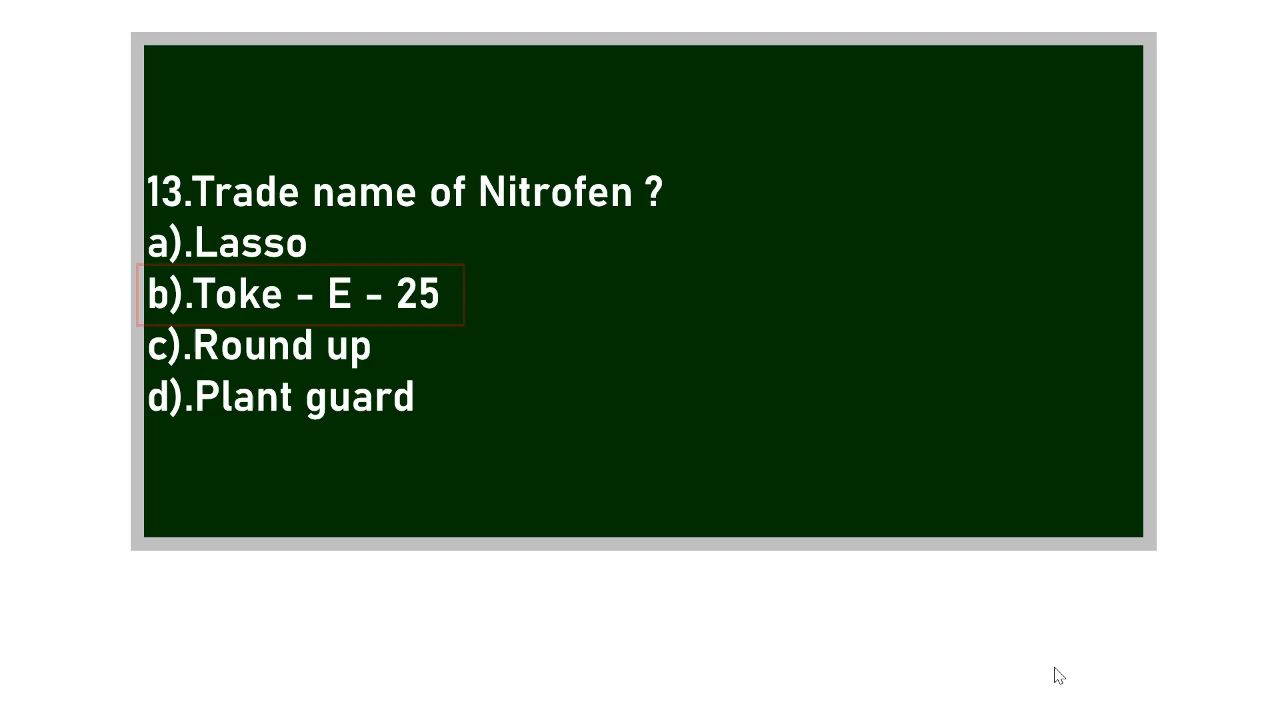 13.Trade name of Nitrofen ?
a).Lasso
b).Toke - E - 25
c).Round up
d).Plant guard